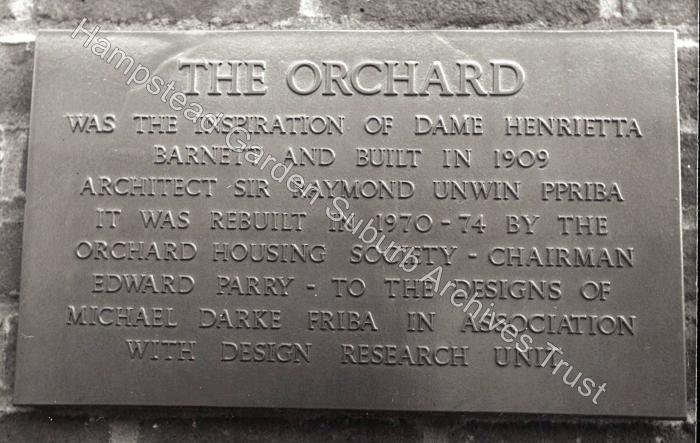 THE ORCHARD
WAS THE INSPIRATION OF DAME HENRIETTA
BARNETT AND BUILT IN 1909
ARCHITECT SIR RAYMOND UNWIN PPRIBA
IT WAS REBUILT IN 1970-74 BY THE
ORCHARD HOUSING SOCIETY - CHAIRMAN
EDWARD PARRY - TO THE DESIGNS OF
MICHAEL DARKE FRIBA IN ASSOCIATION
WITH DESIGN RESEARCH UNIT
Hampstead Garden Suburb Archives Trust